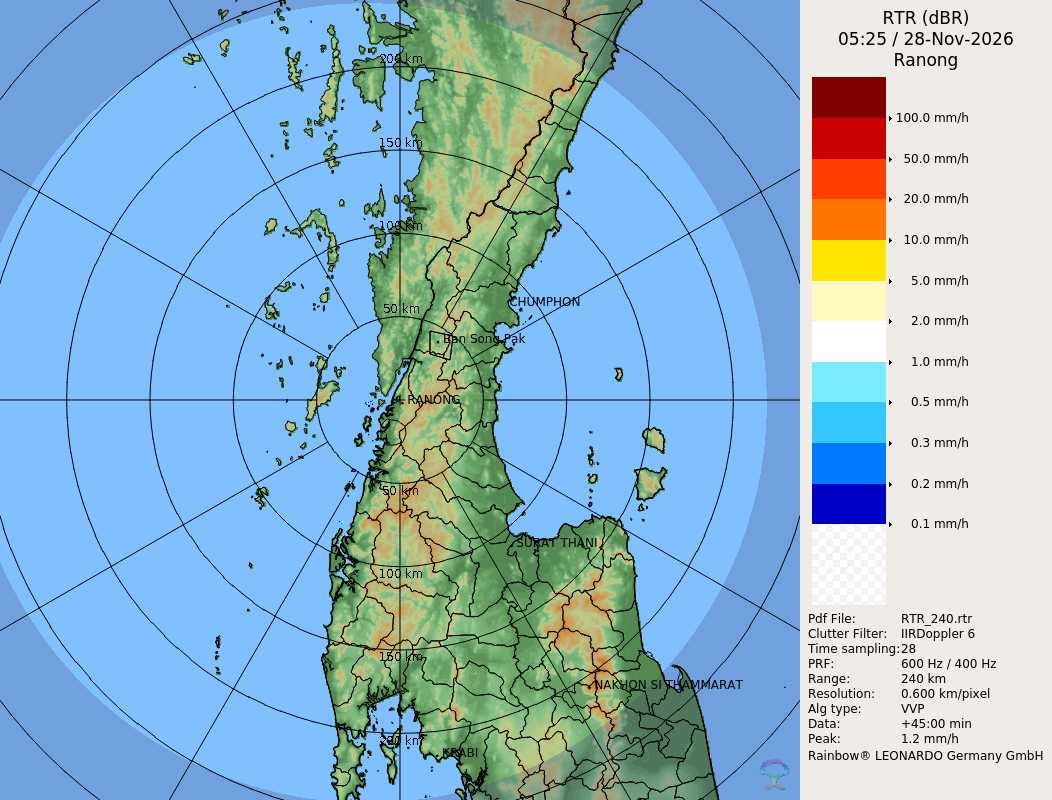 RTR (dBR)
05:25 / 28-Nov-2026
Ranong
100.0 mm/h
50.0 mm/h
20.0 mm/h
10.0 mm/h
5.0 mm/h
2.0 mm/h
1.0 mm/h
0.5 mm/h
0.3 mm/h
0.2 mm/h
0.1 mm/h
Pdf File: RTR_240.rtr
Clutter Filter: IIRDoppler 6
Time sampling:28
PRF: 600 Hz / 400 Hz
Range: 240 km
Resolution: 0.600 km/pixel
Alg type: VVP
Data: +45:00 min
Peak: 1.2 mm/h
Rainbow® LEONARDO Germany GmbH
200 km
150 km
100 km
50 km
CHUMPHON
Ban Song Pak
RANONG
50 km
SURAT THANI
100 km
150 km
NAKHON SI THAMMARAT
200 km
KRABI